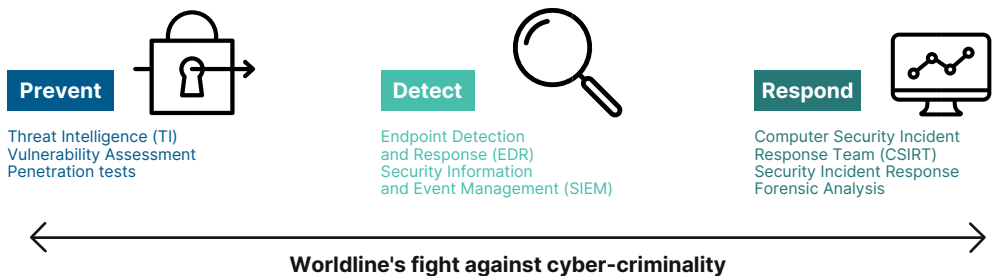 Prevent
Threat Intelligence (TI)
Vulnerability Assessment
Penetration tests
Detect
Endpoint Detection
and Response (EDR)
Security Information
and Event Management (SIEM)
Respond
Computer Security Incident
Response Team (CSIRT)
Security Incident Response
Forensic Analysis
Worldline's fight against cyber-criminality